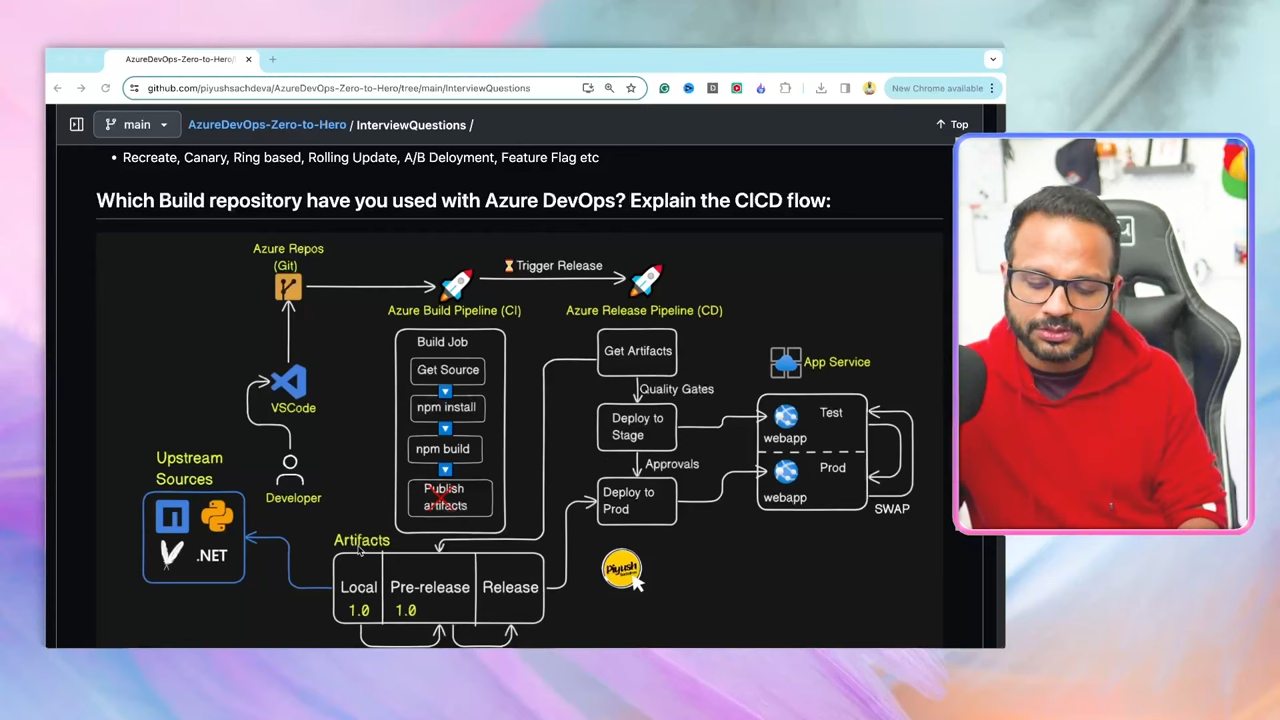 AzureDevOps-Zero-to-Hero/
github.com/piyushsachdeva/AzureDevOps-Zero-to-Hero/tree/main/InterviewQuestions
New Chrome available
main
AzureDevOps-Zero-to-Hero / InterviewQuestions /
Top
• Recreate, Canary, Ring based, Rolling Update, A/B Deloyment, Feature Flag etc
Which Build repository have you used with Azure DevOps? Explain the CICD flow:
Azure Repos
(Git)
Trigger Release
Azure Build Pipeline (CI)
Azure Release Pipeline (CD)
Build Job
Get Source
npm install
npm build
Publish
artifacts
Get Artifacts
Quality Gates
Deploy to
Stage
Approvals
Deploy to
Prod
App Service
Test
webapp
Prod
webapp
SWAP
VSCode
Developer
Upstream
Sources
.NET
Artifacts
Local
Pre-release
Release
1.0
1.0
Piyush